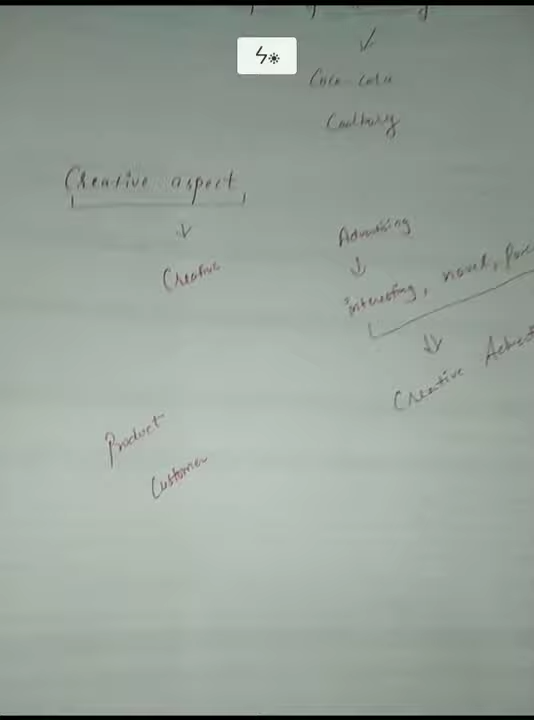 Coca-cola
Cadbury
Creative aspect
Creative
Advertising
interesting, novel,
Creative
Product
Customer